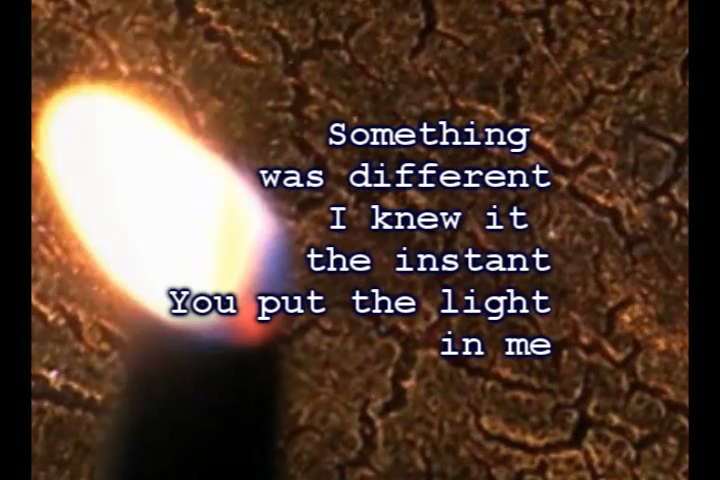 Something
was different
I knew it
the instant
You put the light
in me